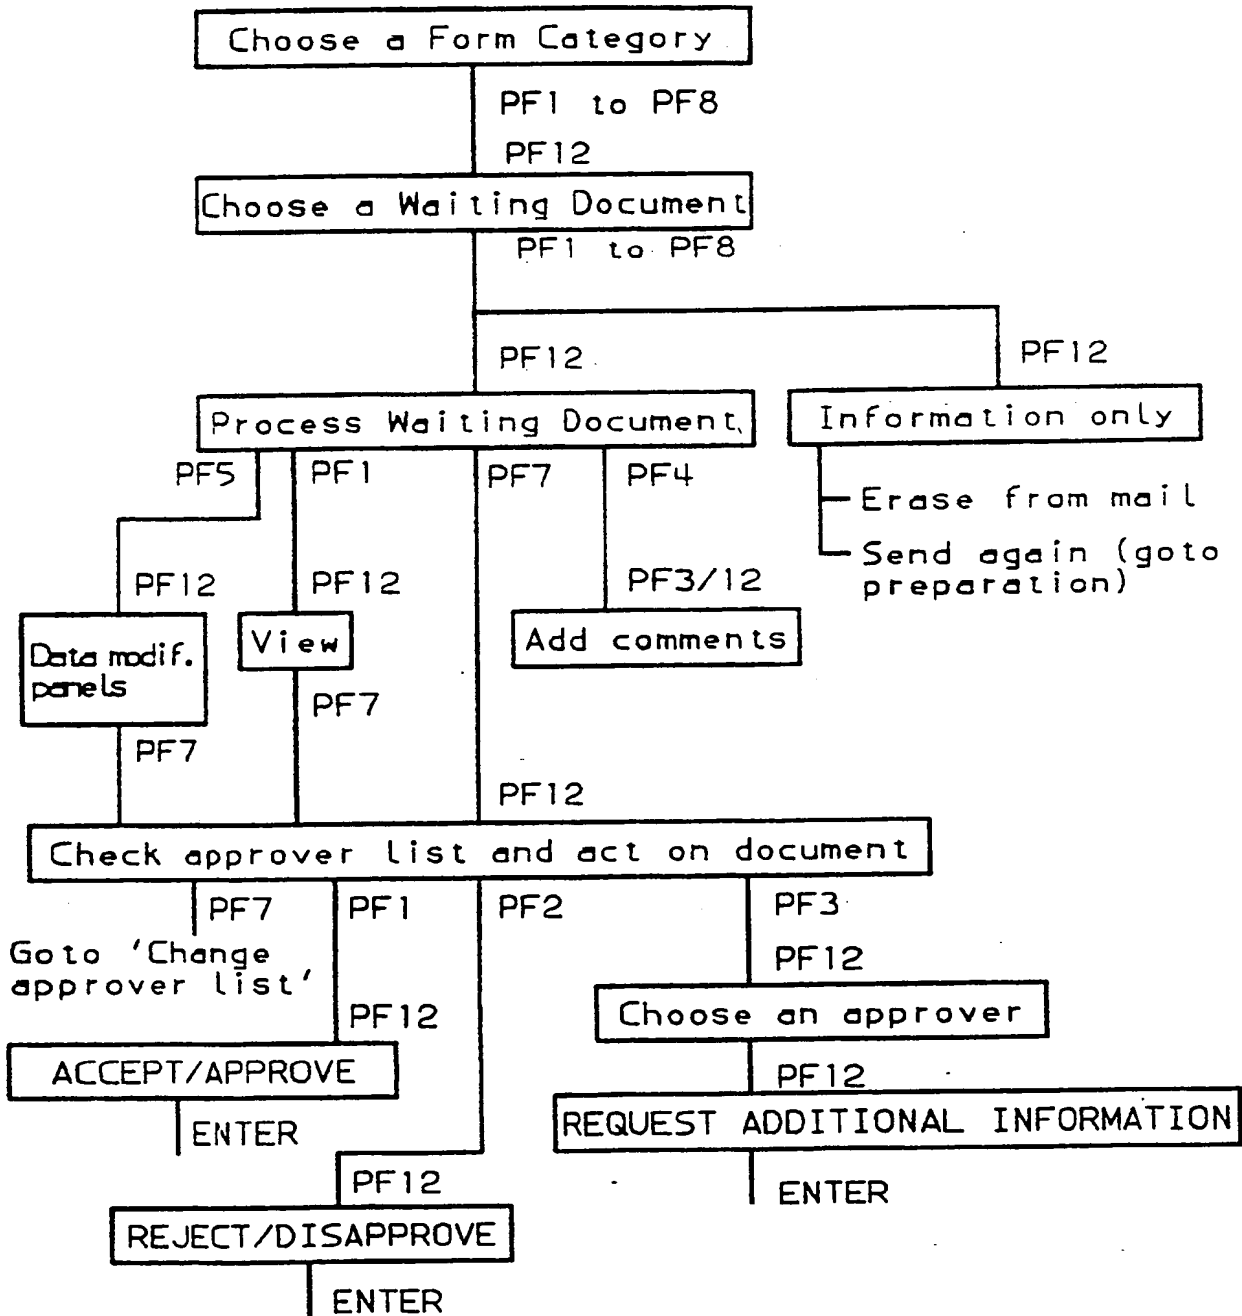 Choose a Form Category
PF1 to PF8
PF12
Choose a Waiting Document
PF1 to PF8
PF12
PF12
Process Waiting Document
Information only
PF5
PF1
PF7
PF4
Erase from mail
Send again (goto
preparation)
PF12
PF12
PF3/12
Data modif.
panels
View
Add comments
PF7
PF7
PF12
Check approver list and act on document
PF7
PF1
PF2
PF3
Goto 'Change
approver list'
PF12
PF12
Choose an approver
ACCEPT/APPROVE
PF12
ENTER
REQUEST ADDITIONAL INFORMATION
PF12
ENTER
REJECT/DISAPPROVE
ENTER